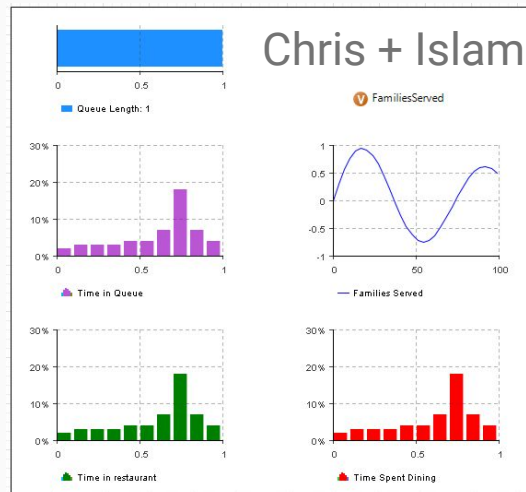 Chris + Islam
0 0.5 1
Queue Length: 1
V FamiliesServed
30%
20%
10%
0%
0 0.5 1
Time in Queue
1
0.5
0
-0.5
-1
0 50 100
Families Served
30%
20%
10%
0%
0 0.5 1
Time in restaurant
30%
20%
10%
0%
0 0.5 1
Time Spent Dining